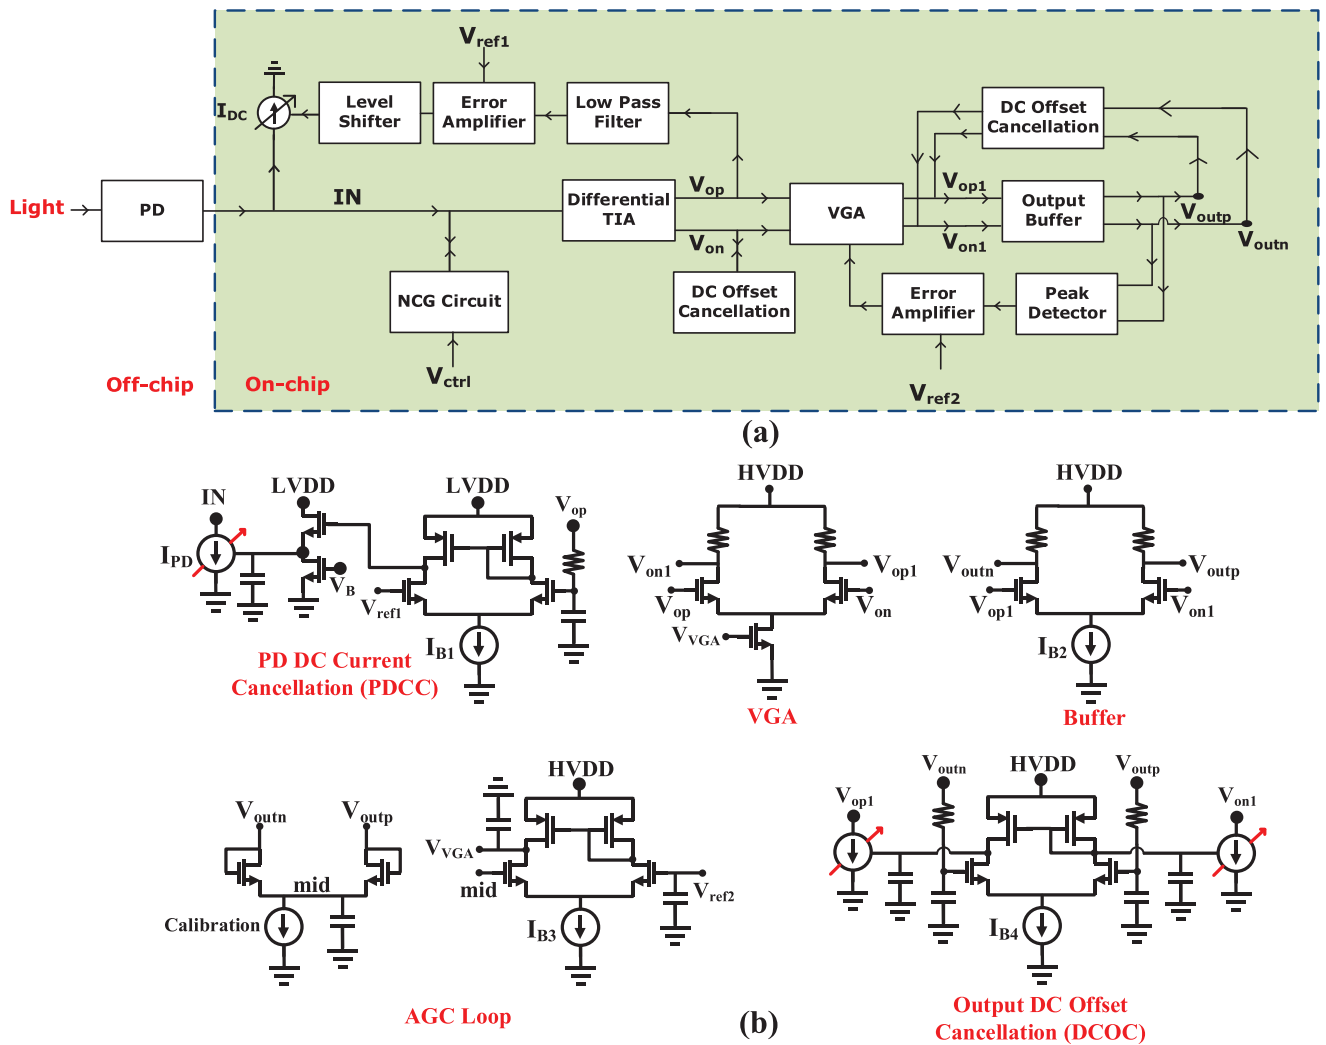 Vref1
IDC
Level
Shifter
Error
Amplifier
Low Pass
Filter
DC Offset
Cancellation
Light
PD
IN
Differential
TIA
Vop
Von
VGA
Vop1
Von1
Output
Buffer
Voutp
Voutn
NCG Circuit
DC Offset
Cancellation
Error
Amplifier
Peak
Detector
Vctrl
Vref2
Off-chip
On-chip
(a)
IN
LVDD
LVDD
Vop
IPD
VB
Vref1
IB1
PD DC Current
Cancellation (PDCC)
HVDD
Von1
Vop1
Vop
Von
VVGA
VGA
HVDD
Voutn
Voutp
Vop1
Von1
IB2
Buffer
Voutn
Voutp
mid
Calibration
HVDD
VVGA
mid
Vref2
IB3
AGC Loop
Voutn
HVDD
Voutp
Vop1
Von1
IB4
Output DC Offset
Cancellation (DCOC)
(b)